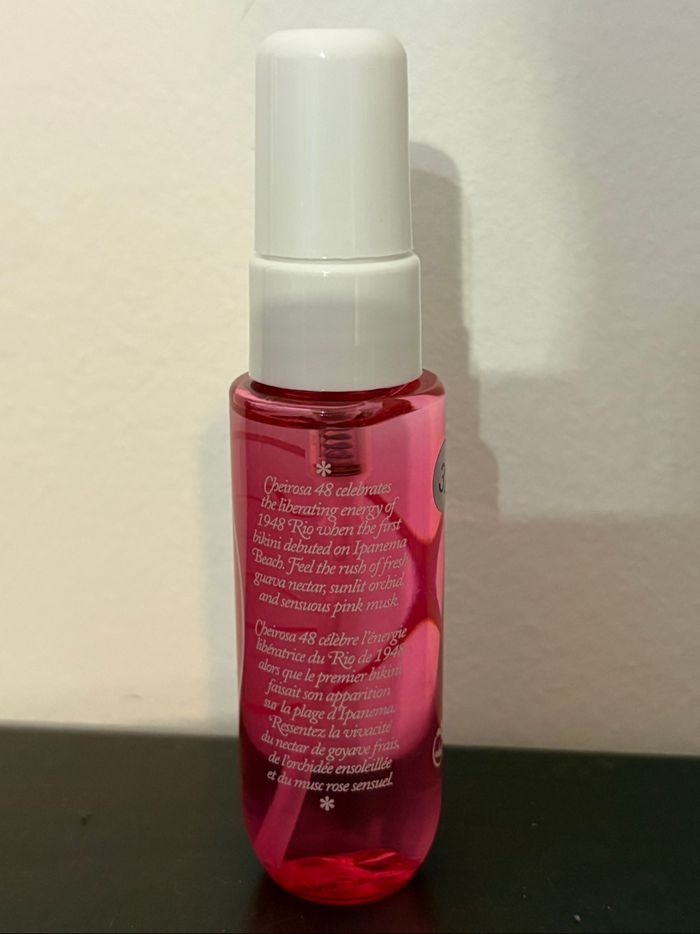 *
Cheirosa 48 celebrates
the liberating energy of
1948 Rio when the first
bikini debuted on Ipanema
Beach. Feel the rush of fresh
guava nectar, sunlit orchid,
and sensuous pink musk.
Cheirosa 48 célèbre l'énergie
libératrice du Rio de 1948
alors que le premier bikini
faisait son apparition
sur la plage d'Ipanema.
Ressentez la vivacité
du nectar de goyave frais,
de l'orchidée ensoleillée
et du musc rose sensuel.
*
3